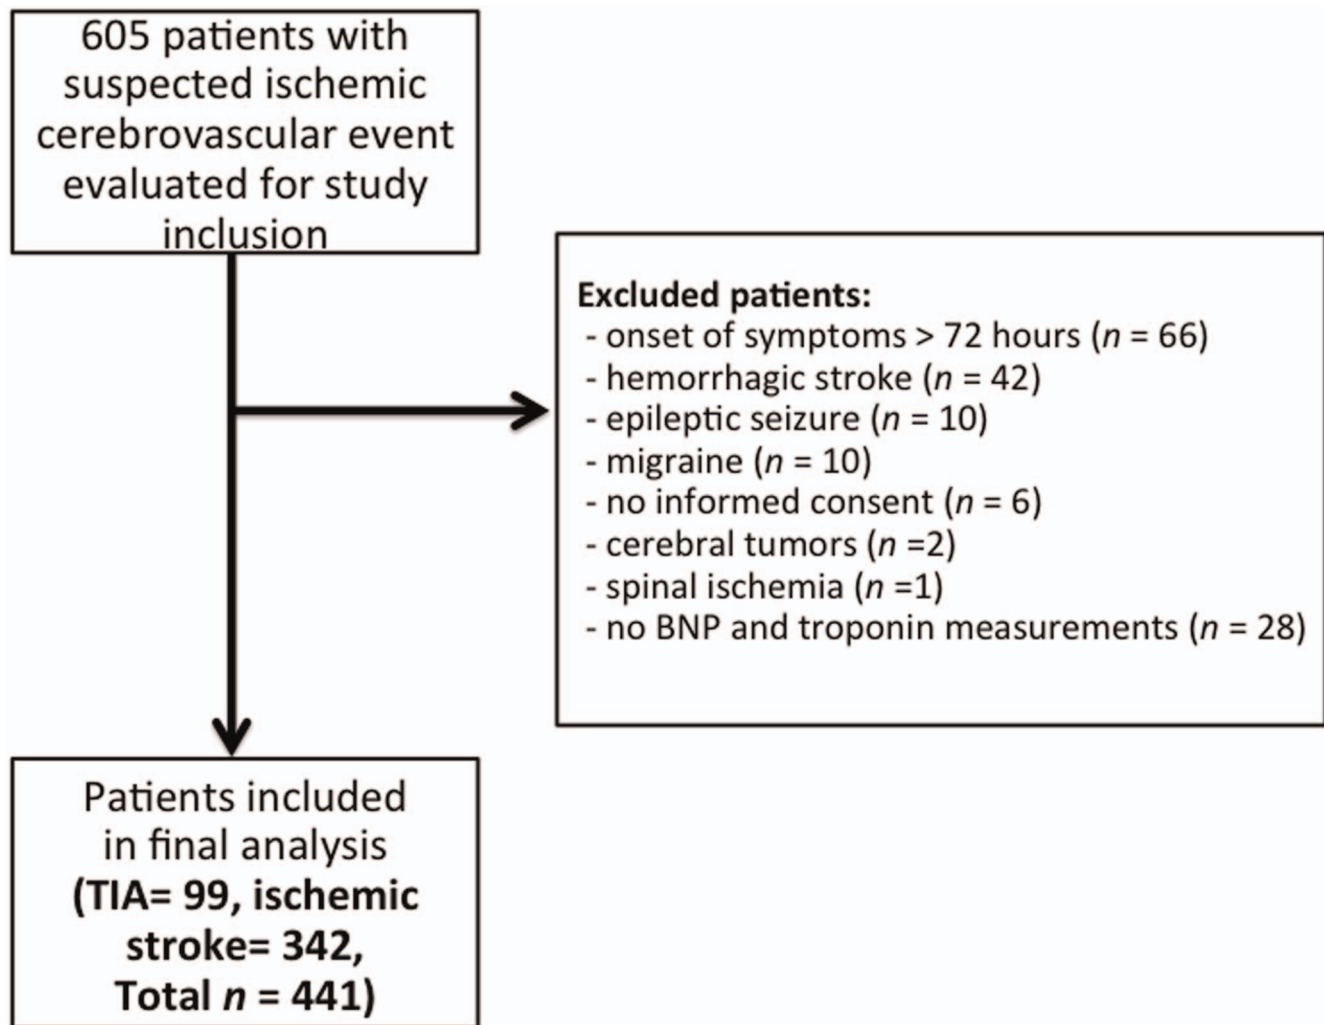 605 patients with
suspected ischemic
cerebrovascular event
evaluated for study
inclusion
Excluded patients:
- onset of symptoms > 72 hours (n = 66)
- hemorrhagic stroke (n = 42)
- epileptic seizure (n = 10)
- migraine (n = 10)
- no informed consent (n = 6)
- cerebral tumors (n =2)
- spinal ischemia (n =1)
- no BNP and troponin measurements (n = 28)
Patients included
in final analysis
(TIA= 99, ischemic
stroke= 342,
Total n = 441)